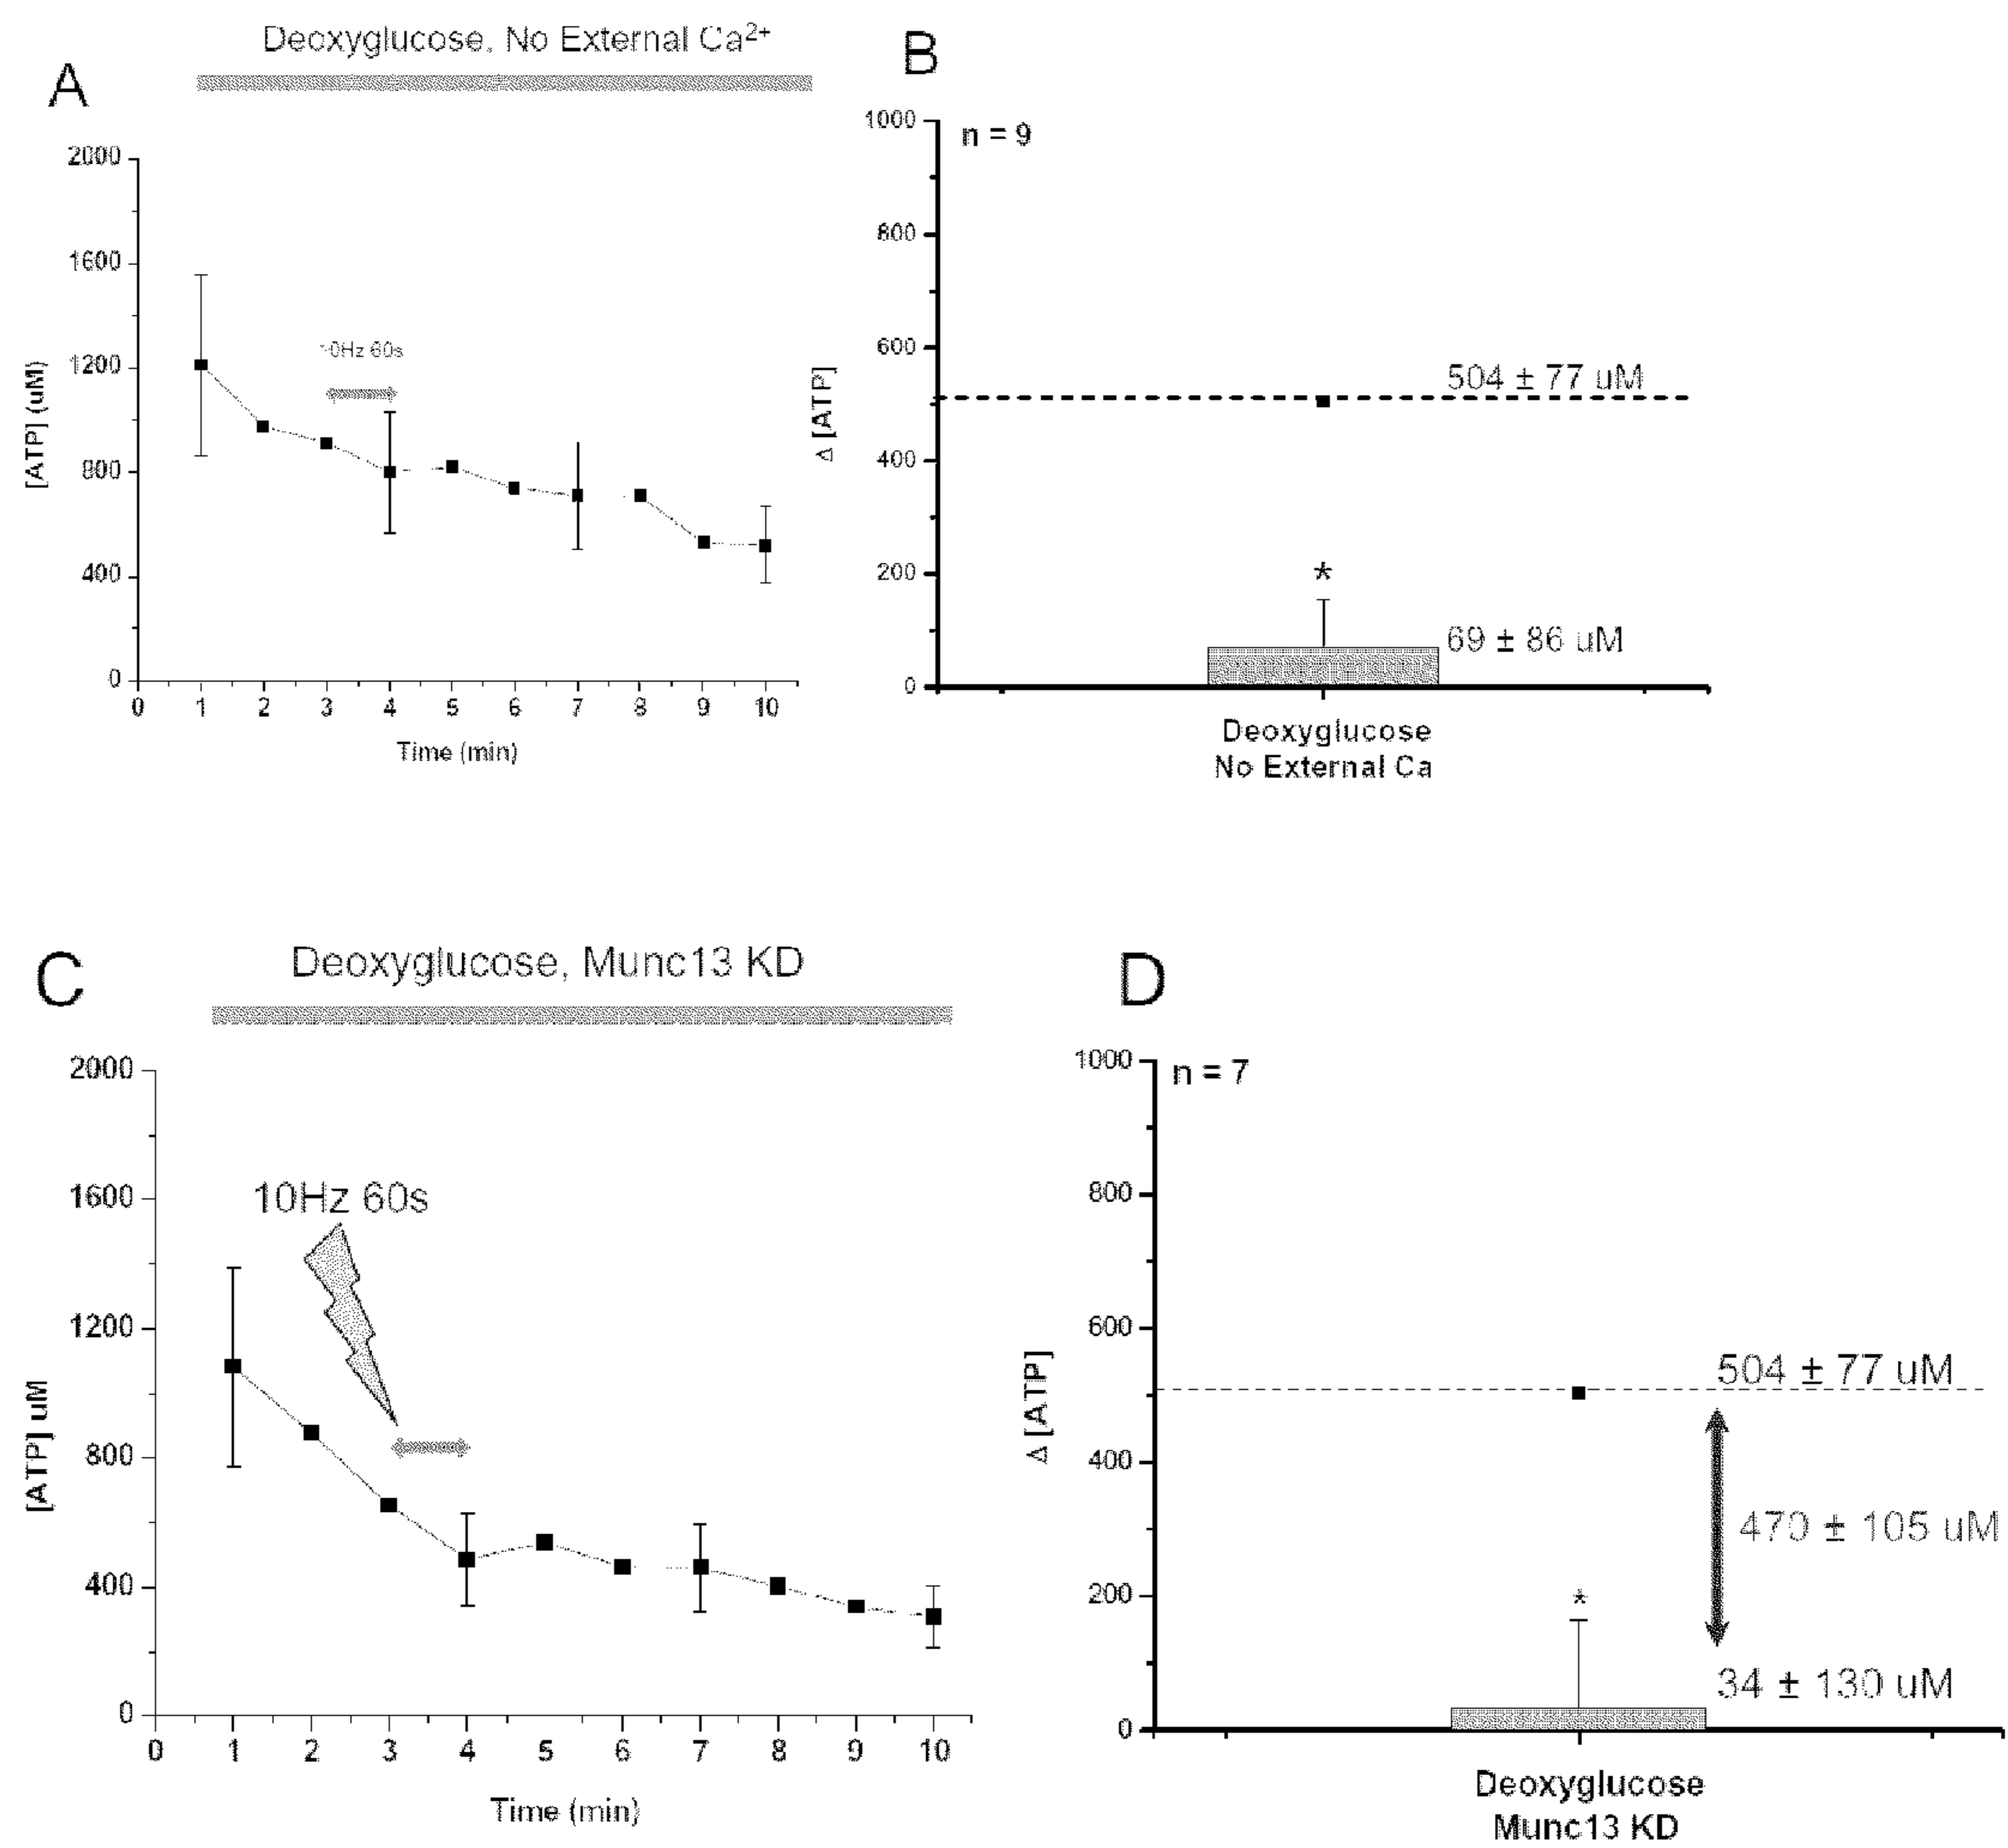 Deoxyglucose, No External Ca²⁺
A
2000
1600
1200
800
400
0
[ATP] (uM)
10Hz 60s
0 1 2 3 4 5 6 7 8 9 10
Time (min)
B
n = 9
1000
800
600
400
200
0
Δ [ATP]
504 ± 77 uM
*
69 ± 86 uM
Deoxyglucose
No External Ca
C
Deoxyglucose, Munc13 KD
2000
1600
1200
800
400
0
[ATP] uM
10Hz 60s
0 1 2 3 4 5 6 7 8 9 10
Time (min)
D
n = 7
1000
800
600
400
200
0
Δ [ATP]
504 ± 77 uM
470 ± 105 uM
*
34 ± 130 uM
Deoxyglucose
Munc13 KD